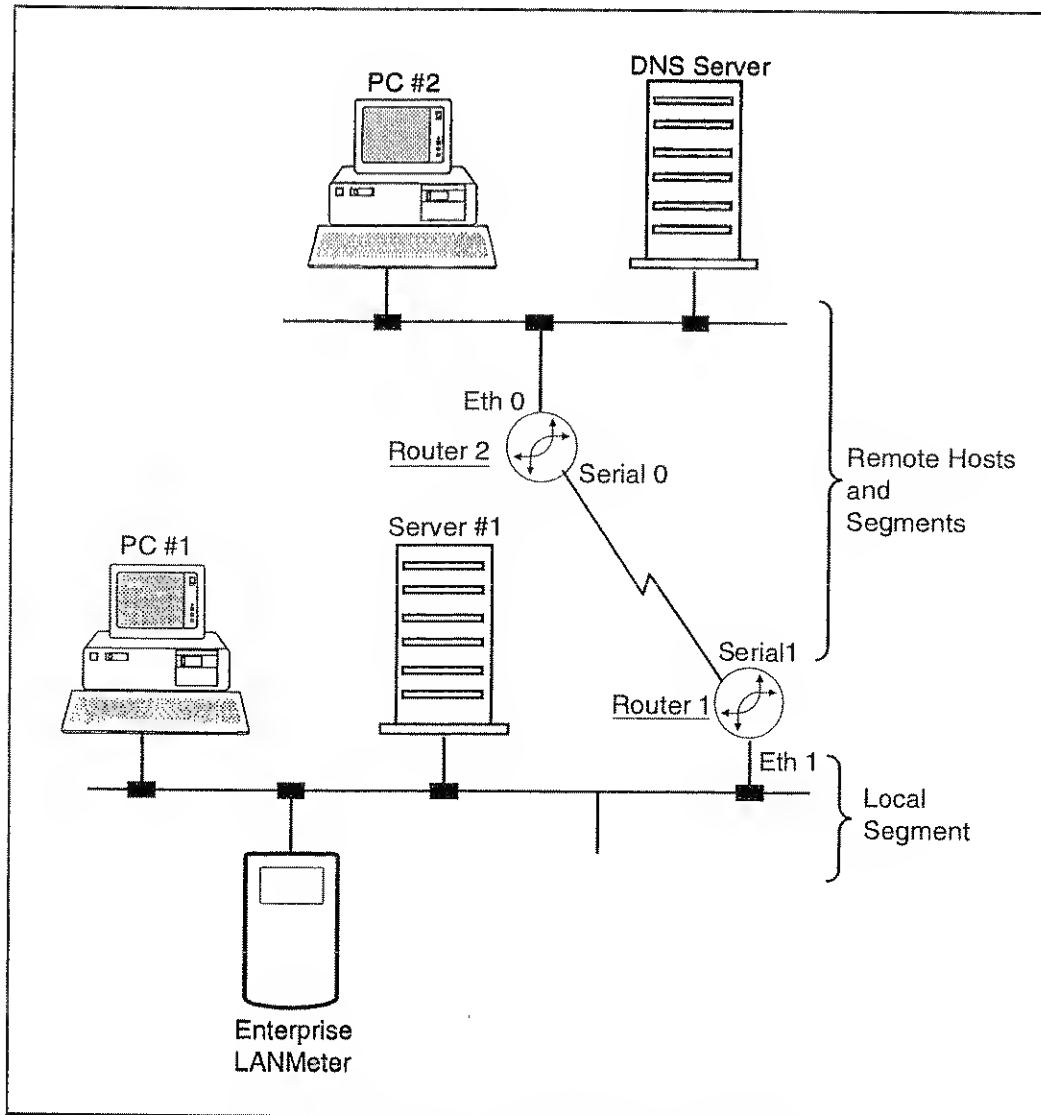 DNS Server
PC #2
Eth 0
Router 2
Serial 0
Remote Hosts
and
Segments
Server #1
PC #1
Serial1
Router 1
Eth 1
Local
Segment
Enterprise
LANMeter